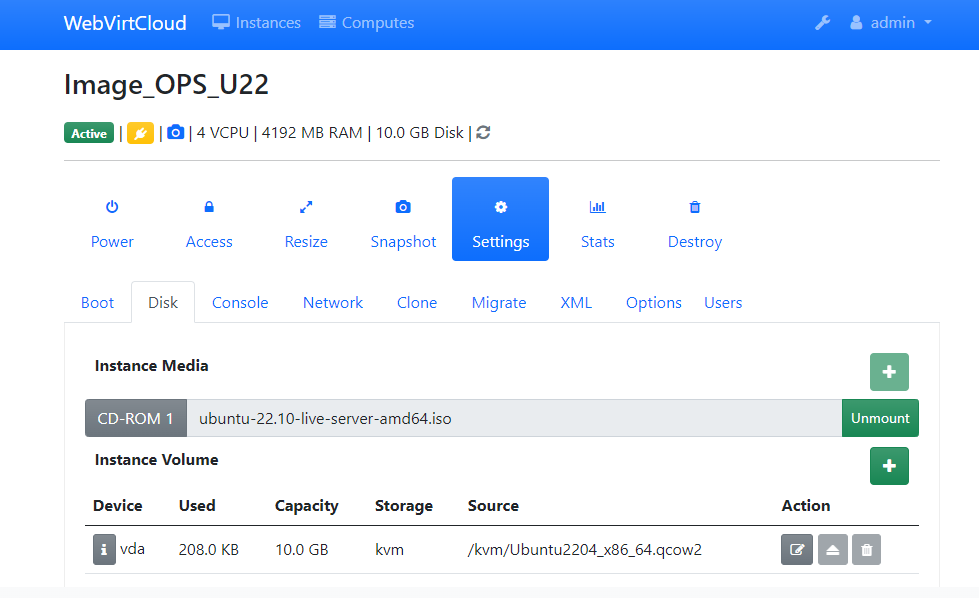 WebVirtCloud Instances Computes admin
Image_OPS_U22
Active | | | 4 VCPU | 4192 MB RAM | 10.0 GB Disk |
Power Access Resize Snapshot Settings Stats Destroy
Boot Disk Console Network Clone Migrate XML Options Users
Instance Media
CD-ROM 1 ubuntu-22.10-live-server-amd64.iso Unmount
Instance Volume
Device Used Capacity Storage Source Action
vda 208.0 KB 10.0 GB kvm /kvm/Ubuntu2204_x86_64.qcow2